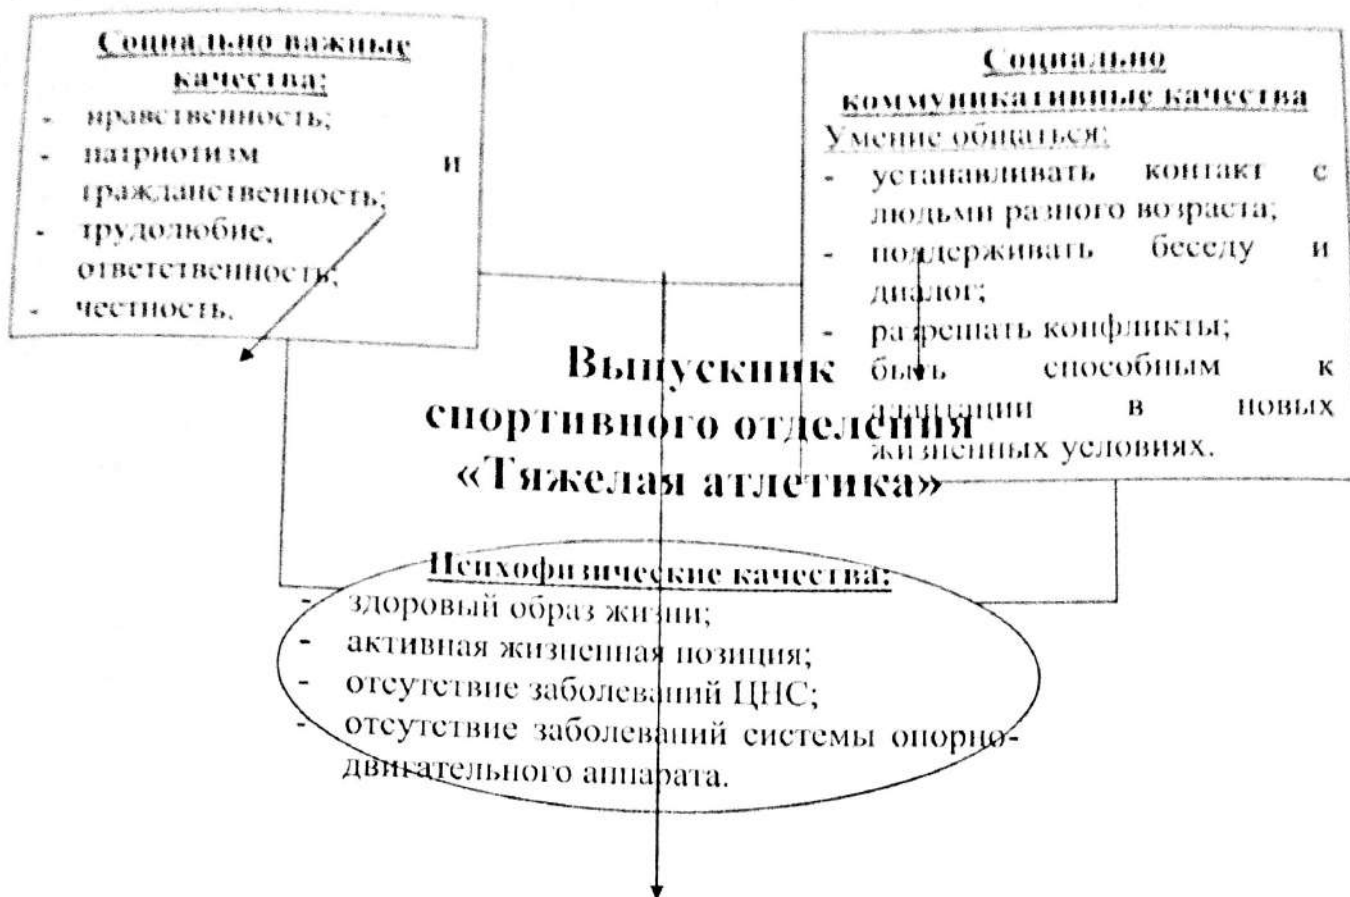 Социально важные
качества:
- нравственность;
- патриотизм и
гражданственность;
- трудолюбие,
ответственность;
- честность.
Социально
коммуникативные качества
Умение общаться:
- устанавливать контакт с
людьми разного возраста;
- поддерживать беседу и
диалог;
- разрешать конфликты;
- быть способным к
адаптации в новых
жизненных условиях.
Выпускник
спортивного отделения
«Тяжелая атлетика»
Психофизические качества:
- здоровый образ жизни;
- активная жизненная позиция;
- отсутствие заболеваний ЦНС;
- отсутствие заболеваний системы опорно-
двигательного аппарата.